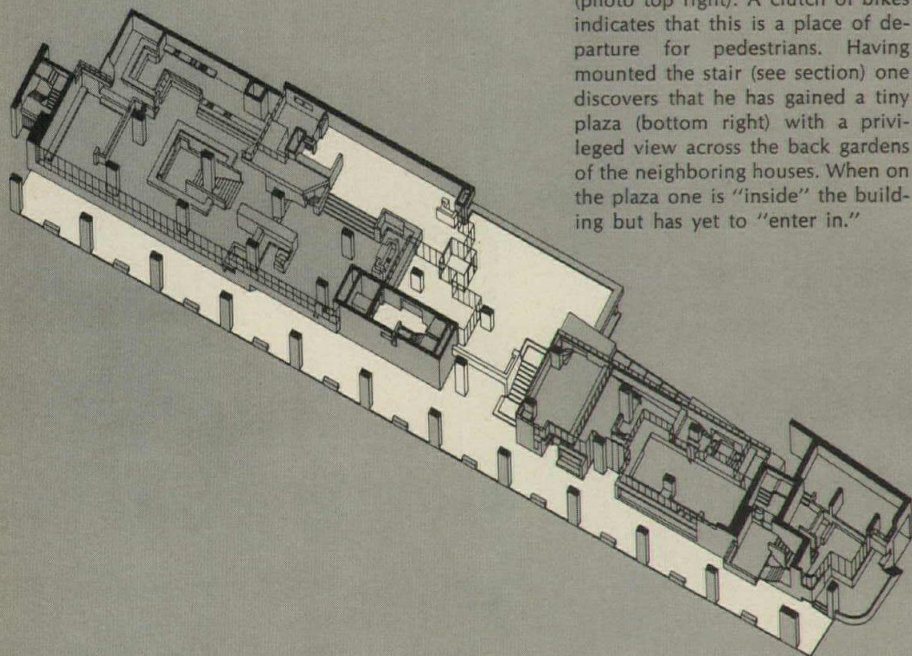 (photo top right). A clutch of bikes
indicates that this is a place of de-
parture for pedestrians. Having
mounted the stair (see section) one
discovers that he has gained a tiny
plaza (bottom right) with a privi-
leged view across the back gardens
of the neighboring houses. When on
the plaza one is "inside" the build-
ing but has yet to "enter in."